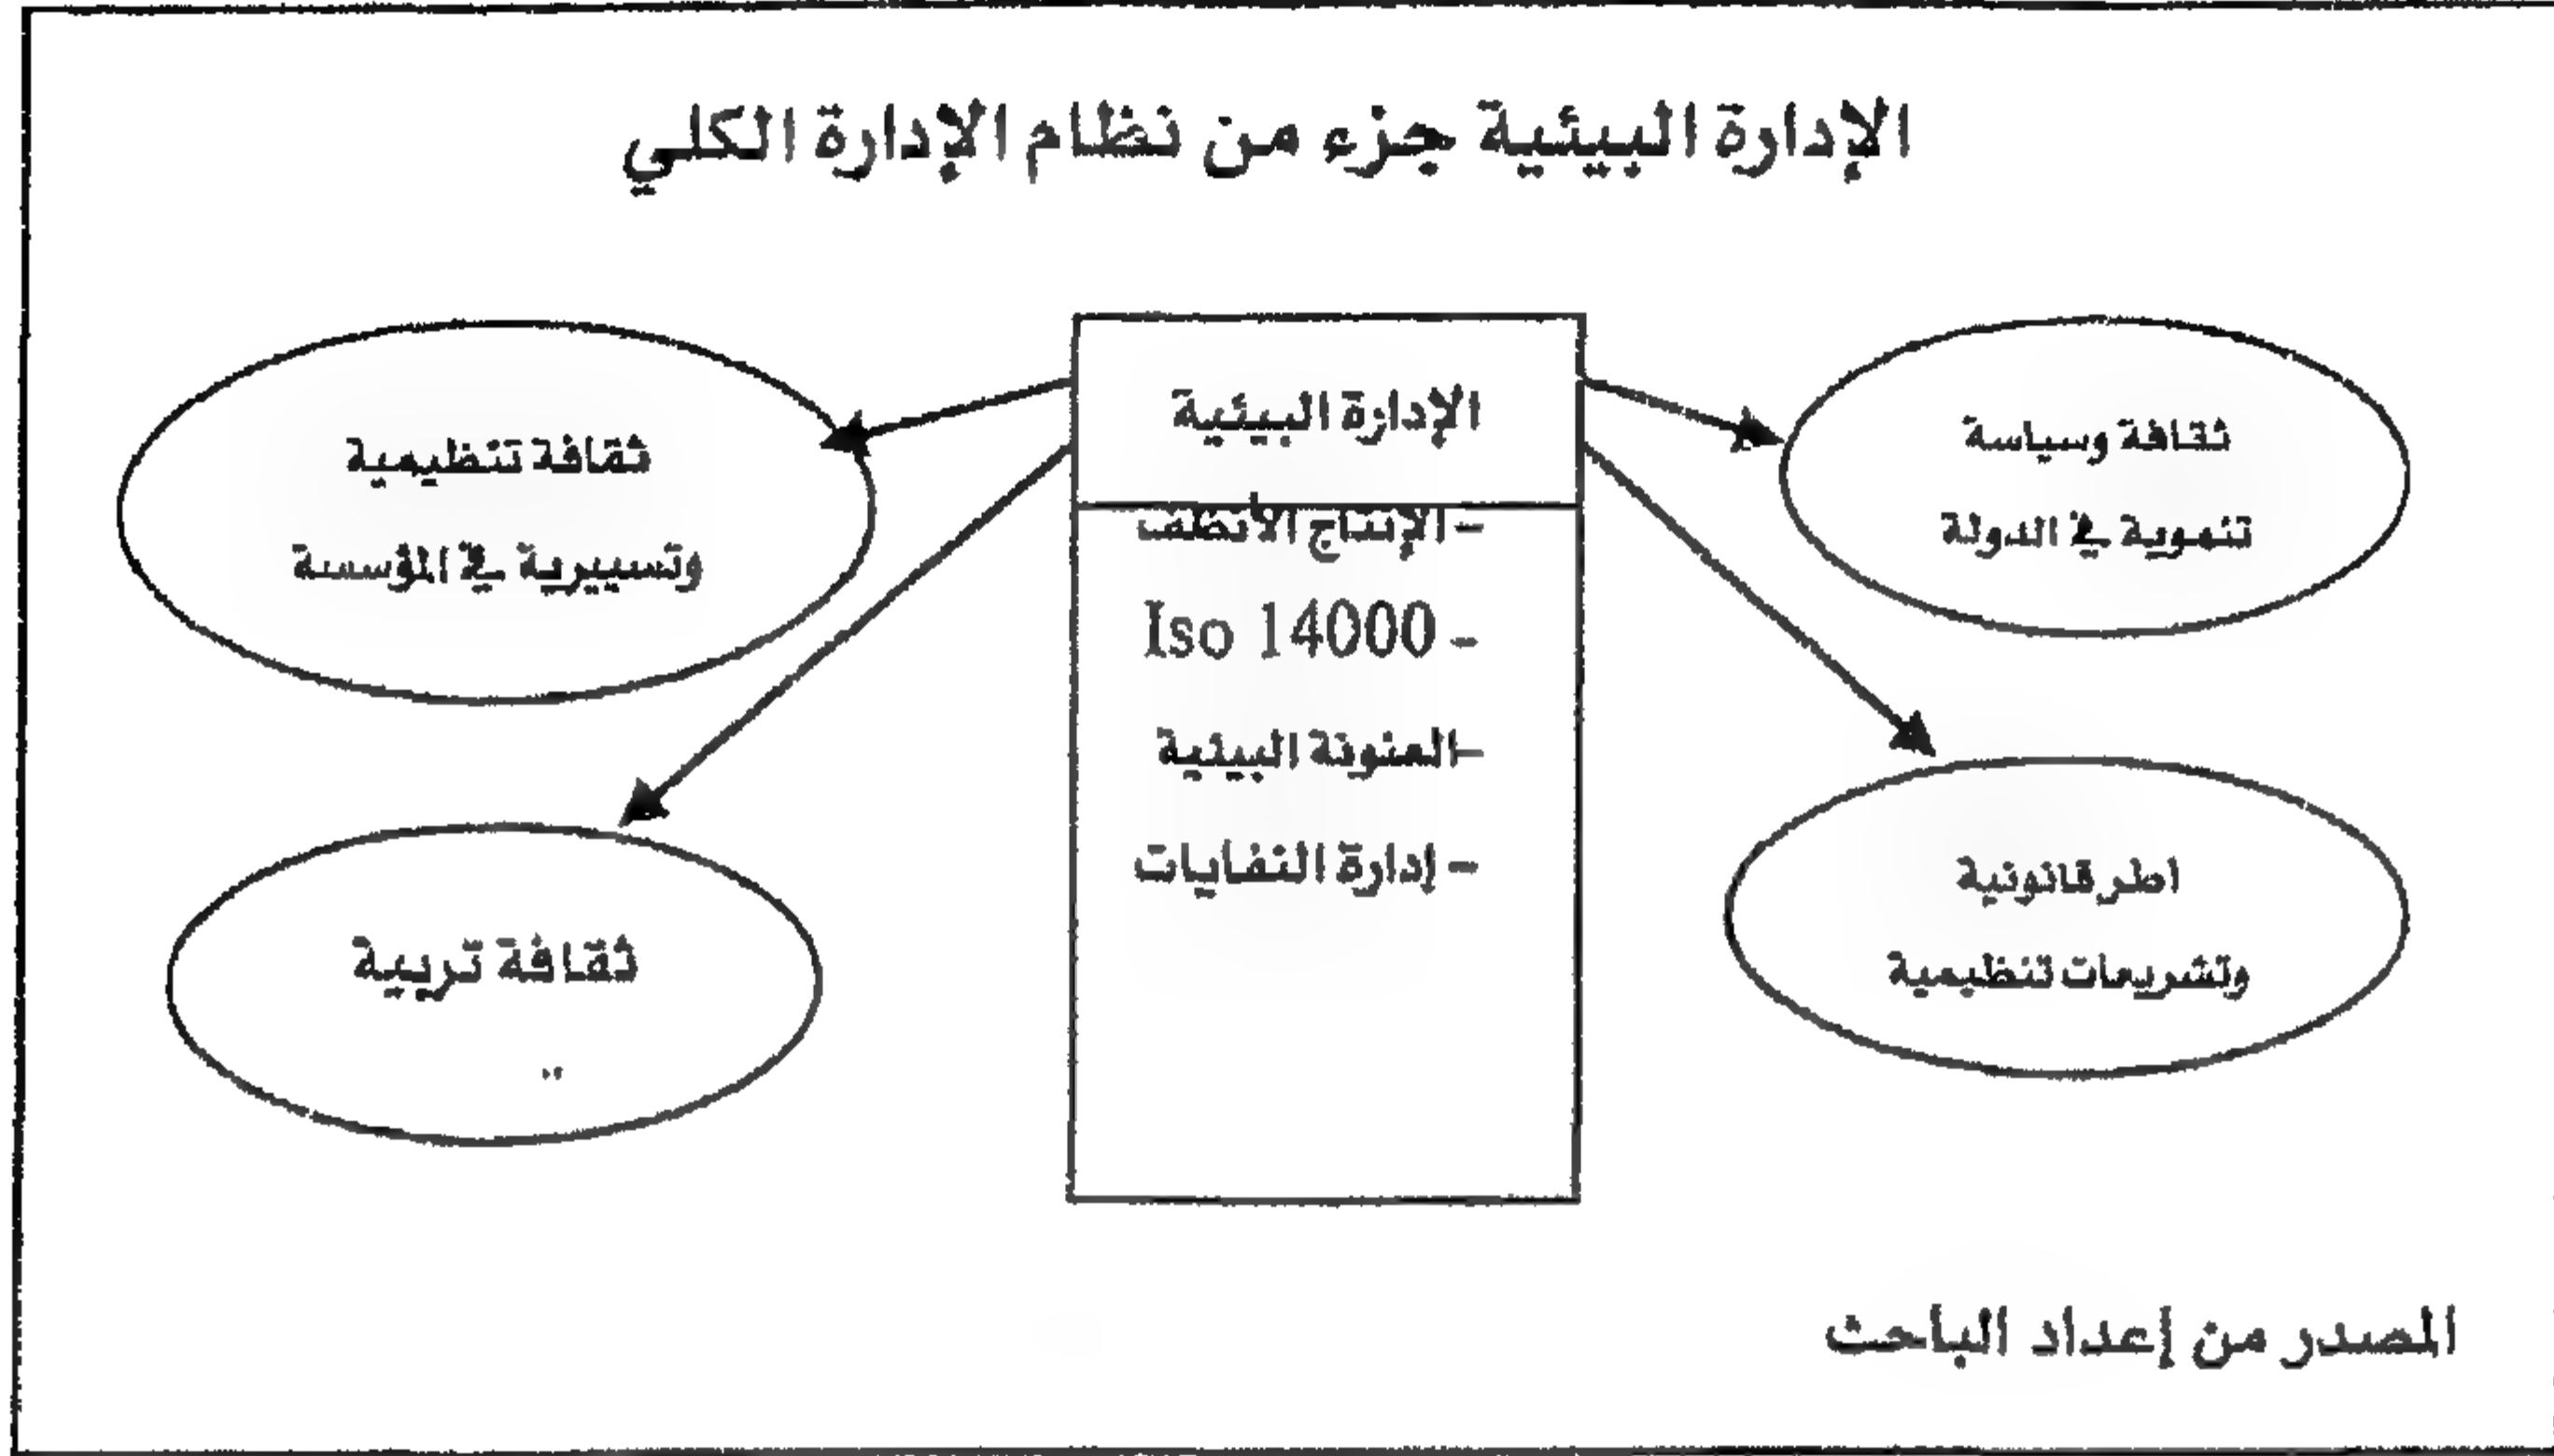 الإدارة البيئية جزء من نظام الإدارة الكلي
ثقافة وسياسة
تنموية في الدولة
اطر قانونية
وتشريعات تنظيمية
الإدارة البيئية
- الإنتاج الأنظف
- Iso 14000
-العنونة البيئية
- إدارة النفايات
ثقافة تنظيمية
وتسييرية في المؤسسة
ثقافة تربية
..
المصدر من إعداد الباحث